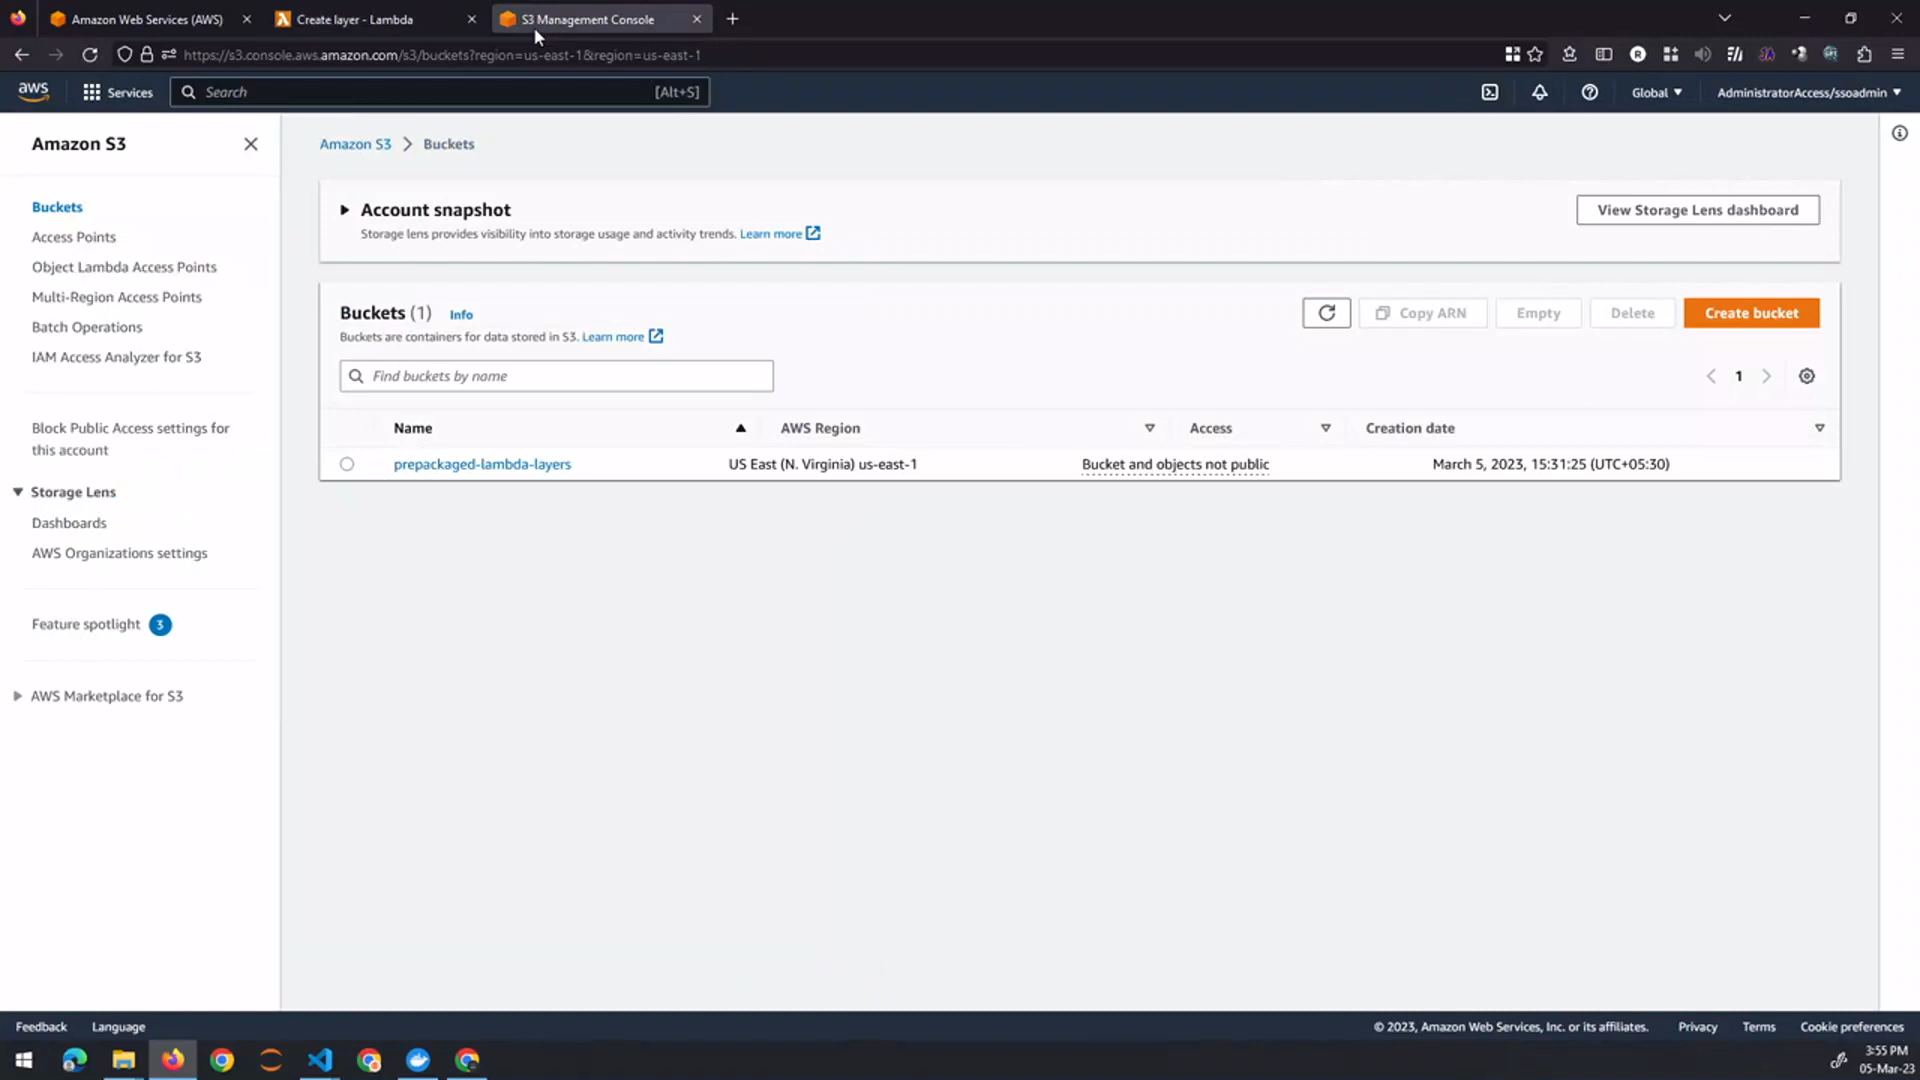 Amazon Web Services (AWS)
Create layer - Lambda
S3 Management Console
https://s3.console.aws.amazon.com/s3/buckets?region=us-east-1&region=us-east-1
aws
Services
Search
[Alt+S]
Global
AdministratorAccess/ssoadmin
Amazon S3
Buckets
Access Points
Object Lambda Access Points
Multi-Region Access Points
Batch Operations
IAM Access Analyzer for S3
Block Public Access settings for
this account
Storage Lens
Dashboards
AWS Organizations settings
Feature spotlight 3
AWS Marketplace for S3
Amazon S3 > Buckets
Account snapshot
Storage lens provides visibility into storage usage and activity trends. Learn more
View Storage Lens dashboard
Buckets (1) Info
Buckets are containers for data stored in S3. Learn more
Copy ARN
Empty
Delete
Create bucket
Find buckets by name
1
Name AWS Region Access Creation date
prepackaged-lambda-layers US East (N. Virginia) us-east-1 Bucket and objects not public March 5, 2023, 15:31:25 (UTC+05:30)
Feedback Language
© 2023, Amazon Web Services, Inc. or its affiliates. Privacy Terms Cookie preferences
3:55 PM
05-Mar-23